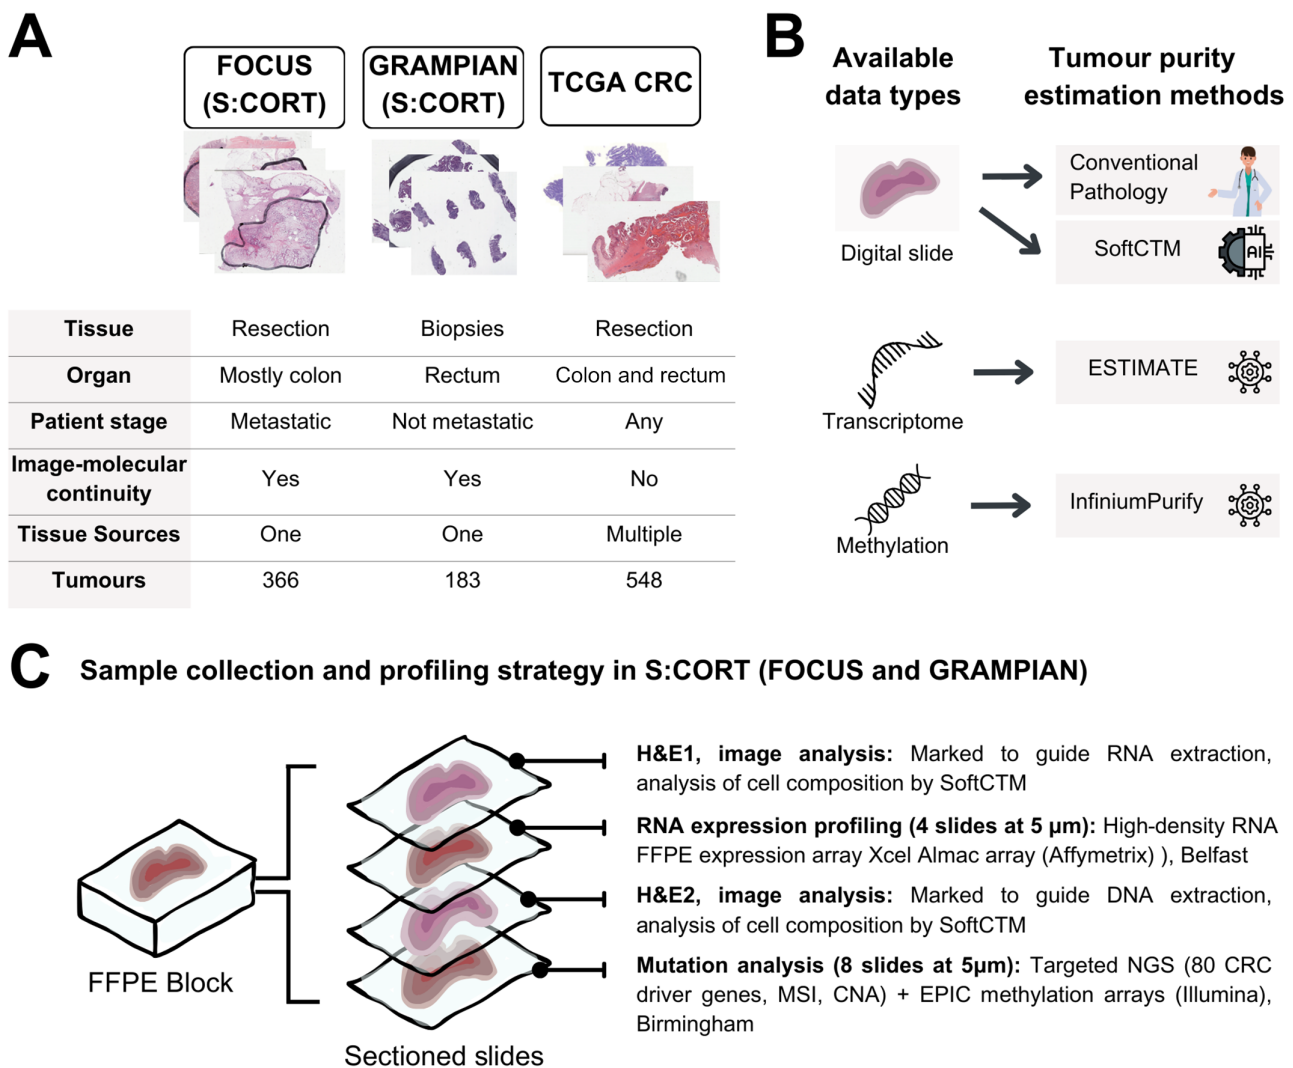 A
FOCUS
(S:CORT)
GRAMPIAN
(S:CORT)
TCGA CRC
Tissue Resection Biopsies Resection
Organ Mostly colon Rectum Colon and rectum
Patient stage Metastatic Not metastatic Any
Image-molecular
continuity Yes Yes No
Tissue Sources One One Multiple
Tumours 366 183 548
B
Available
data types
Tumour purity
estimation methods
Digital slide
Conventional
Pathology
SoftCTM
AI
Transcriptome
ESTIMATE
Methylation
InfiniumPurify
C
Sample collection and profiling strategy in S:CORT (FOCUS and GRAMPIAN)
FFPE Block
Sectioned slides
H&E1, image analysis: Marked to guide RNA extraction,
analysis of cell composition by SoftCTM
RNA expression profiling (4 slides at 5 µm): High-density RNA
FFPE expression array Xcel Almac array (Affymetrix) ), Belfast
H&E2, image analysis: Marked to guide DNA extraction,
analysis of cell composition by SoftCTM
Mutation analysis (8 slides at 5µm): Targeted NGS (80 CRC
driver genes, MSI, CNA) + EPIC methylation arrays (Illumina),
Birmingham